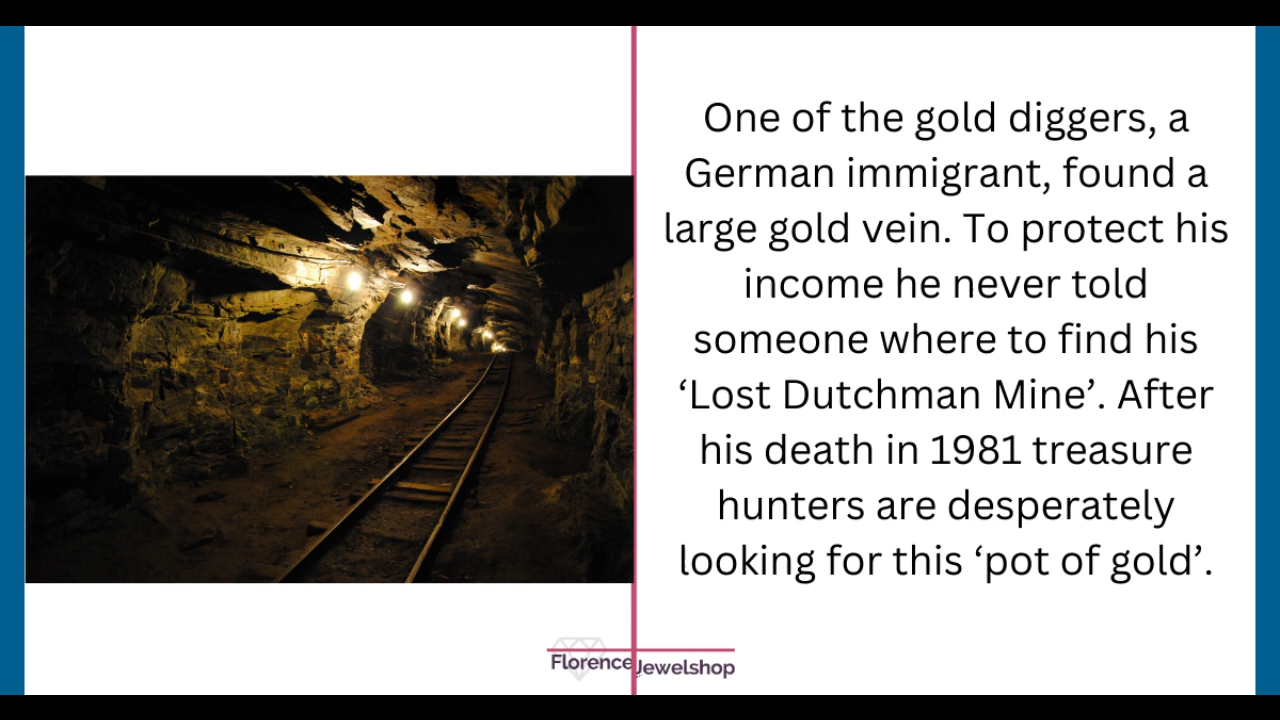 One of the gold diggers, a
German immigrant, found a
large gold vein. To protect his
income he never told
someone where to find his
‘Lost Dutchman Mine’. After
his death in 1981 treasure
hunters are desperately
looking for this ‘pot of gold’.
Florence Jewelshop